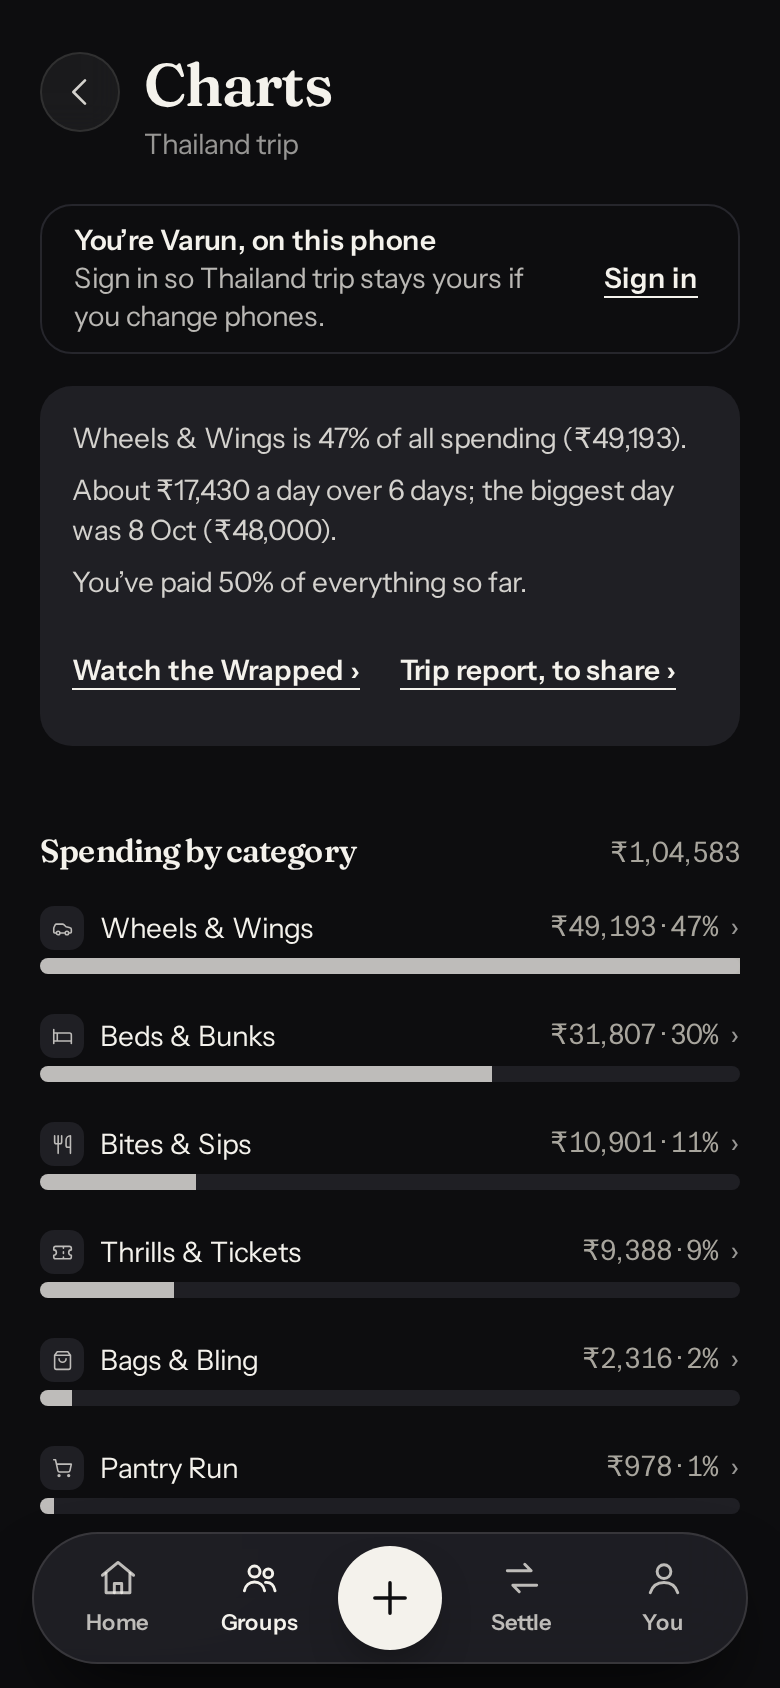 Charts
Thailand trip
You’re Varun, on this phone
Sign in so Thailand trip stays yours if
you change phones.
Sign in
Wheels & Wings is 47% of all spending (₹49,193).
About ₹17,430 a day over 6 days; the biggest day
was 8 Oct (₹48,000).
You’ve paid 50% of everything so far.
Watch the Wrapped › Trip report, to share ›
Spending by category ₹1,04,583
Wheels & Wings ₹49,193 · 47% ›
Beds & Bunks ₹31,807 · 30% ›
Bites & Sips ₹10,901 · 11% ›
Thrills & Tickets ₹9,388 · 9% ›
Bags & Bling ₹2,316 · 2% ›
Pantry Run ₹978 · 1% ›
Home Groups Settle You